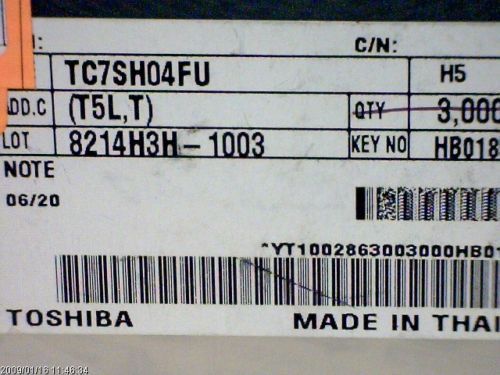 C/N:
TC7SH04FU H5
ADD.C (T5L,T) QTY 3,000
LOT 8214H3H-1003 KEY NO HB018
NOTE
06/20
*YT1002863003000HB01
TOSHIBA MADE IN THAI
2009/01/16 11:46:34